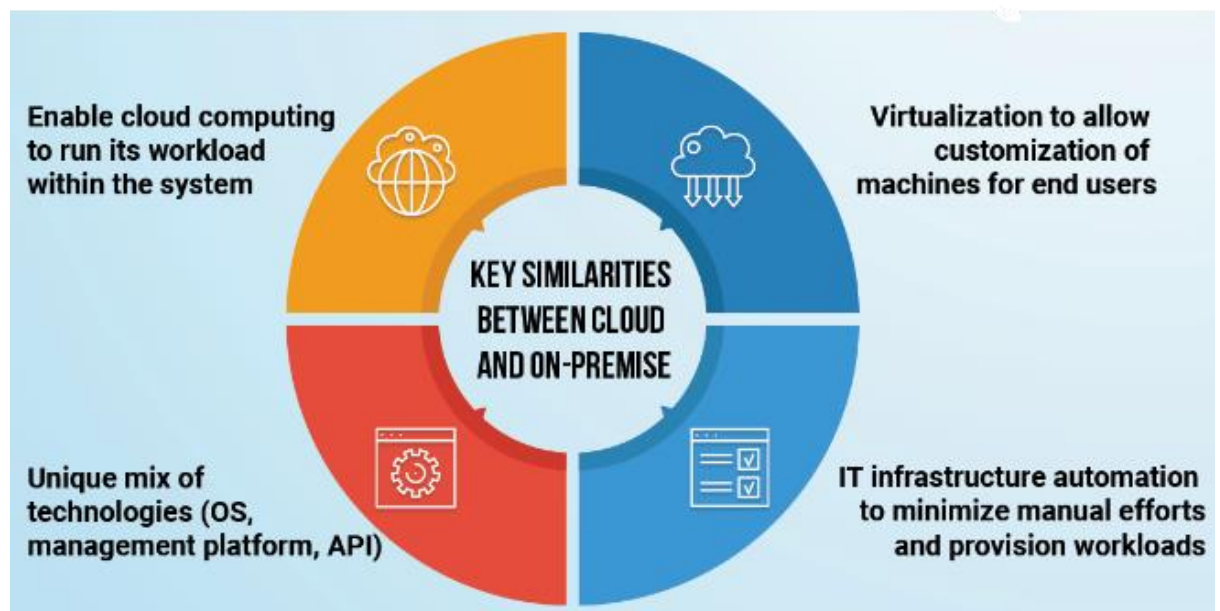 Enable cloud computing
to run its workload
within the system
Virtualization to allow
customization of
machines for end users
KEY SIMILARITIES
BETWEEN CLOUD
AND ON-PREMISE
Unique mix of
technologies (OS,
management platform, API)
IT infrastructure automation
to minimize manual efforts
and provision workloads